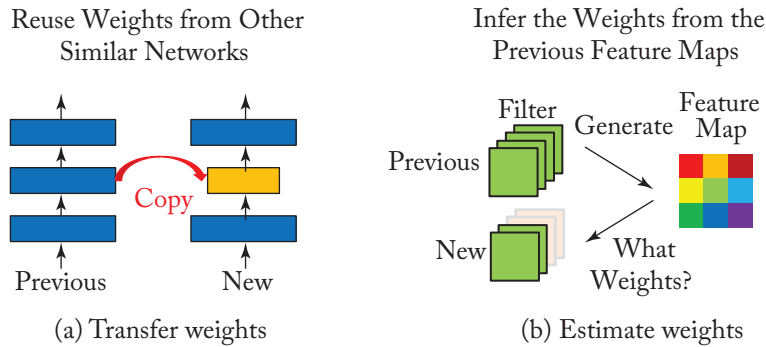 Reuse Weights from Other
Similar Networks
Copy
Previous
New
(a) Transfer weights
Infer the Weights from the
Previous Feature Maps
Filter
Generate
Feature
Map
Previous
New
What
Weights?
(b) Estimate weights